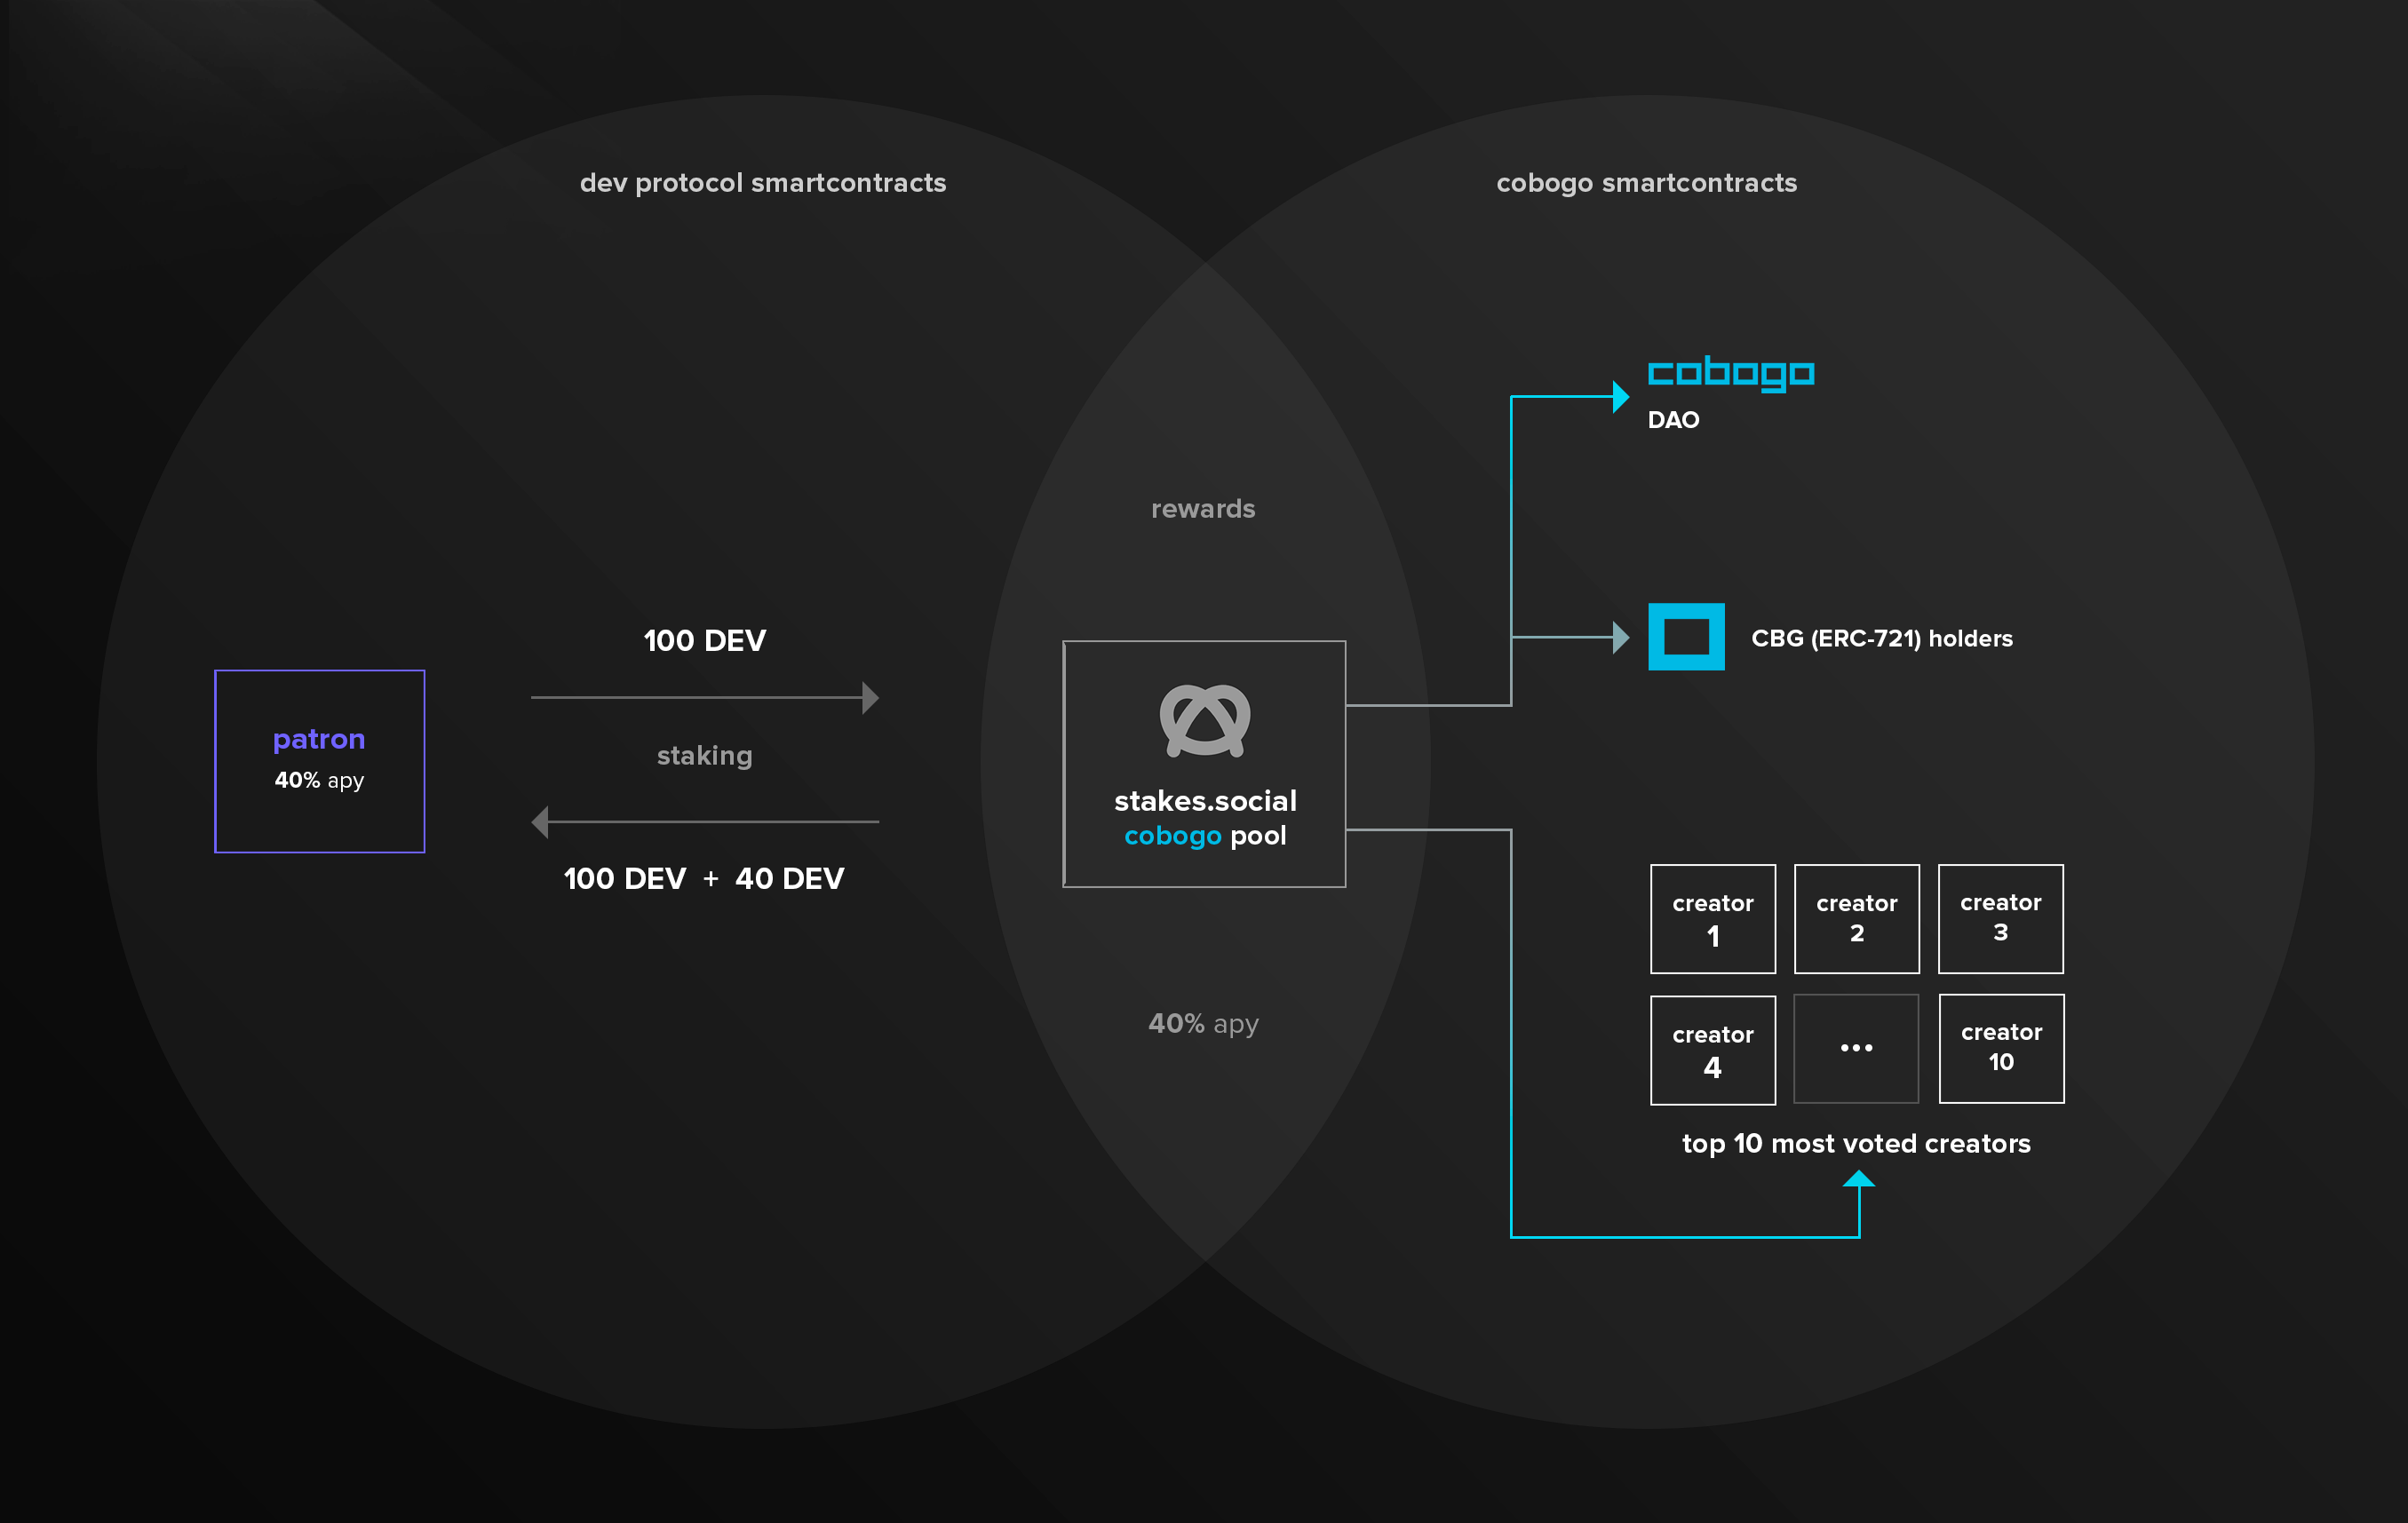 dev protocol smartcontracts
cobogo smartcontracts
cobogo
DAO
rewards
100 DEV
CBG (ERC-721) holders
patron
40% apy
staking
stakes.social
cobogo pool
100 DEV + 40 DEV
creator
1
creator
2
creator
3
40% apy
creator
4
...
creator
10
top 10 most voted creators